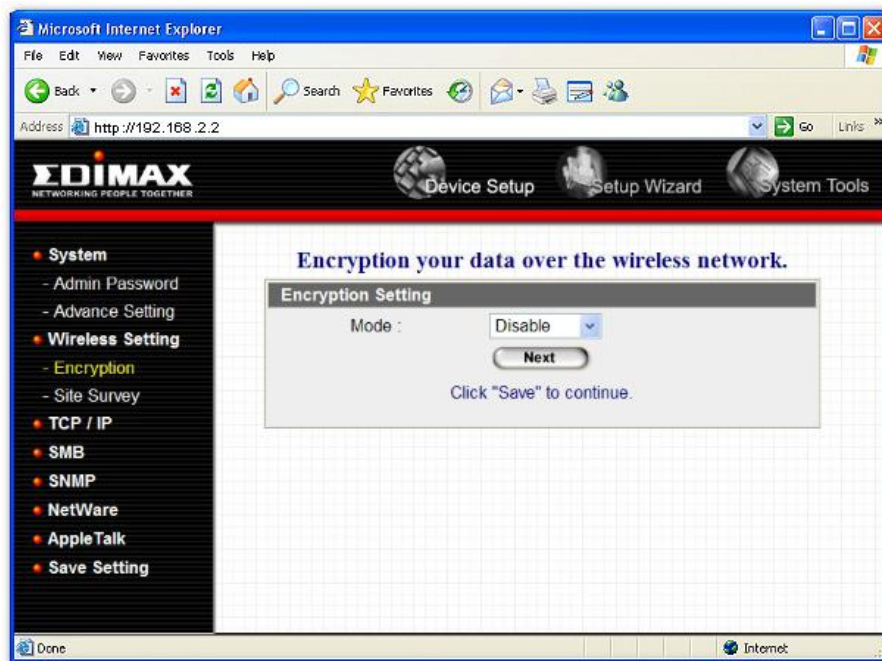 Microsoft Internet Explorer
File Edit View Favorites Tools Help
Back Search Favorites
Address http://192.168.2.2 Go Links »
EDIMAX
NETWORKING PEOPLE TOGETHER
Device Setup Setup Wizard System Tools
System
- Admin Password
- Advance Setting
Wireless Setting
- Encryption
- Site Survey
TCP / IP
SMB
SNMP
NetWare
AppleTalk
Save Setting
Encryption your data over the wireless network.
Encryption Setting
Mode : Disable
Next
Click "Save" to continue.
Done Internet